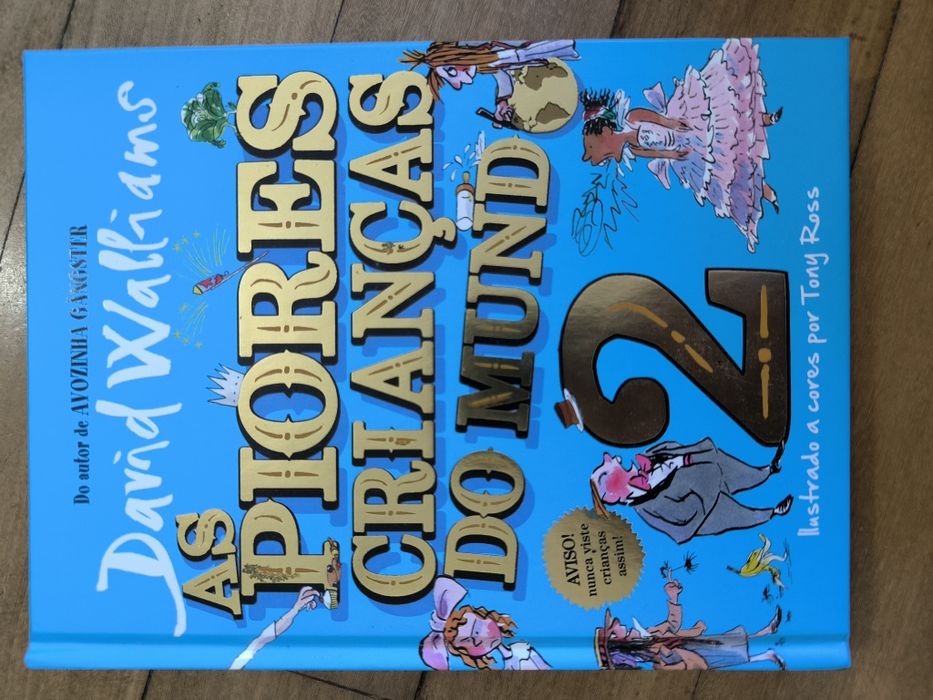 Do autor de AVOZINHA GÂNGSTER
David Walliams
AS
PIORES
CRIANÇAS
DO MUNDO
2
AVISO!
nunca viste
crianças
assim!
Ilustrado a cores por Tony Ross